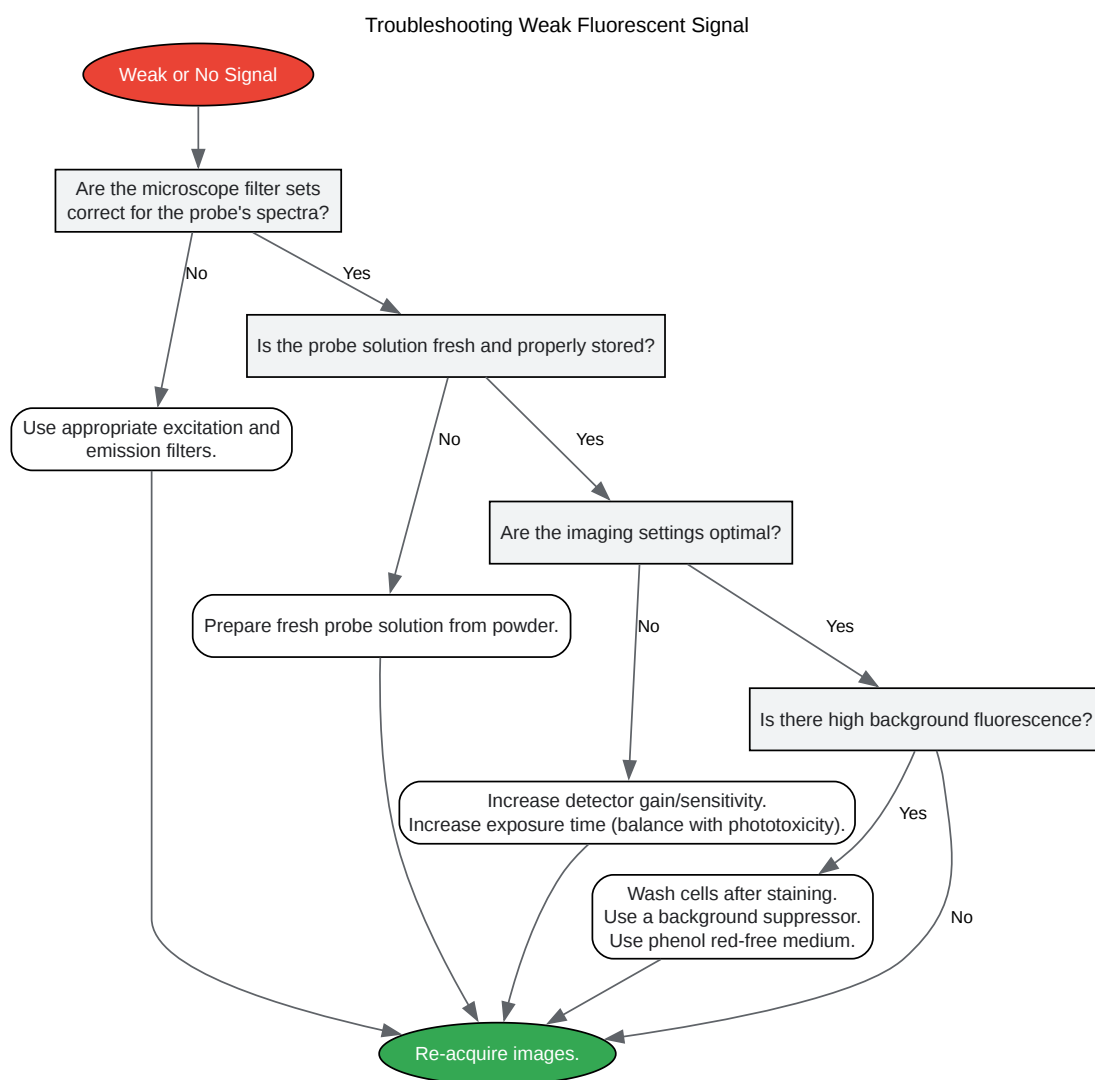 Troubleshooting Weak Fluorescent Signal
Weak or No Signal
Are the microscope filter sets
correct for the probe's spectra?
No
Yes
Is the probe solution fresh and properly stored?
Use appropriate excitation and
emission filters.
No
Yes
Are the imaging settings optimal?
Prepare fresh probe solution from powder.
No
Yes
Is there high background fluorescence?
Increase detector gain/sensitivity.
Increase exposure time (balance with phototoxicity).
Yes
Wash cells after staining.
Use a background suppressor.
Use phenol red-free medium.
No
Re-acquire images.